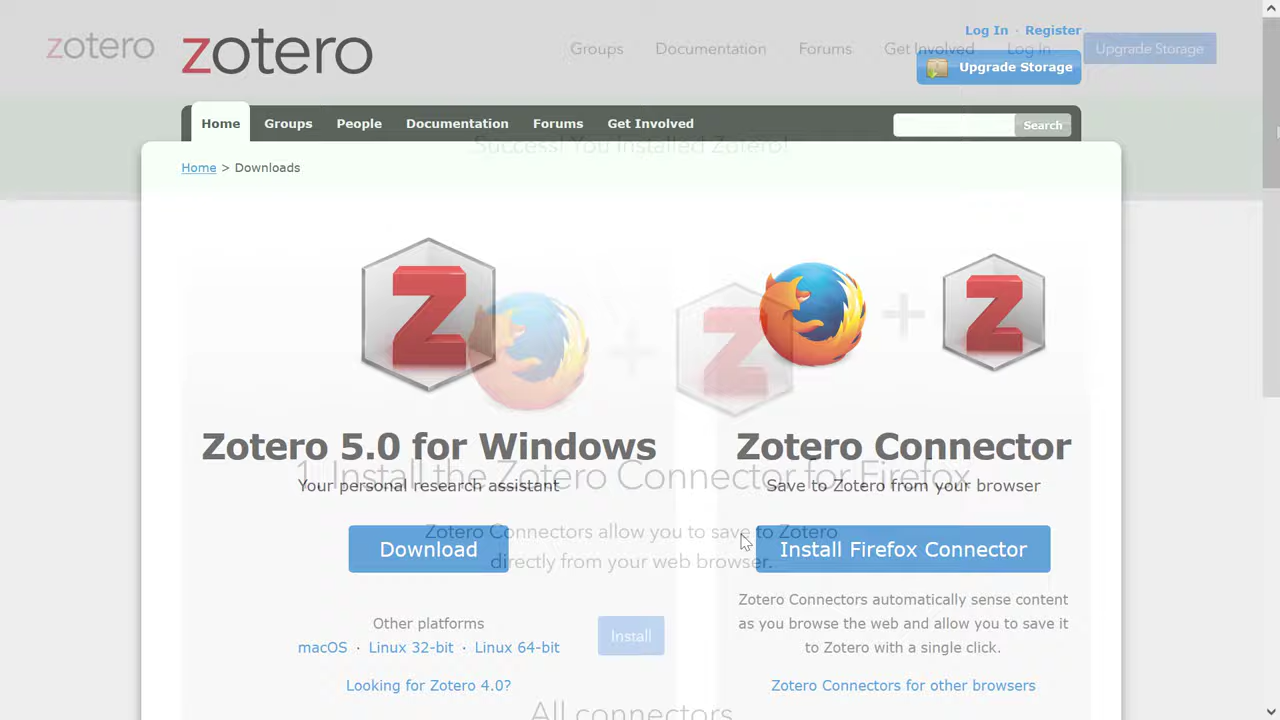 zotero
zotero
Groups
Documentation
Forums
Get Involved
Log In
Upgrade Storage
Log In · Register
Upgrade Storage
Home
Groups
People
Documentation
Forums
Get Involved
Search
Success! You Installed Zotero!
Home > Downloads
Z
Z
Z
Zotero 5.0 for Windows
Your personal research assistant
Download
Other platforms
macOS · Linux 32-bit · Linux 64-bit
Looking for Zotero 4.0?
Zotero Connector
Save to Zotero from your browser
Install Firefox Connector
Zotero Connectors automatically sense content
as you browse the web and allow you to save it
to Zotero with a single click.
Zotero Connectors for other browsers
1. Install the Zotero Connector for Firefox
Zotero Connectors allow you to save to Zotero
directly from your web browser.
Install
All connectors